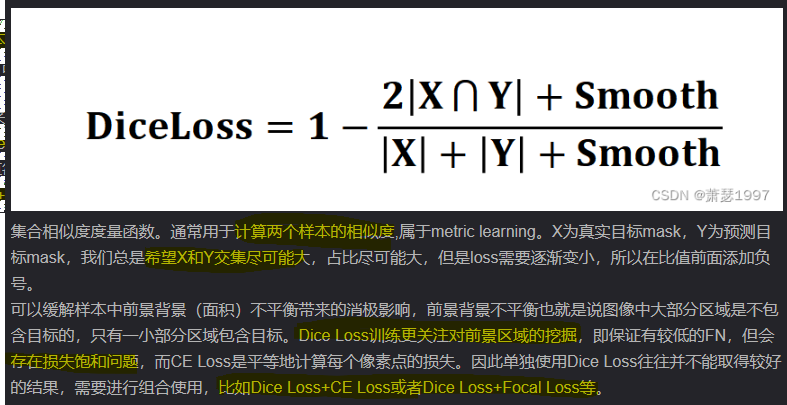 DiceLoss = 1 − 2|X ⋂ Y| + Smooth / |X| + |Y| + Smooth
CSDN @萧瑟1997
集合相似度度量函数。通常用于计算两个样本的相似度,属于metric learning。X为真实目标mask，Y为预测目
标mask，我们总是希望X和Y交集尽可能大，占比尽可能大，但是loss需要逐渐变小，所以在比值前面添加负
号。
可以缓解样本中前景背景（面积）不平衡带来的消极影响，前景背景不平衡也就是说图像中大部分区域是不包
含目标的，只有一小部分区域包含目标。Dice Loss训练更关注对前景区域的挖掘，即保证有较低的FN，但会
存在损失饱和问题，而CE Loss是平等地计算每个像素点的损失。因此单独使用Dice Loss往往并不能取得较好
的结果，需要进行组合使用，比如Dice Loss+CE Loss或者Dice Loss+Focal Loss等。